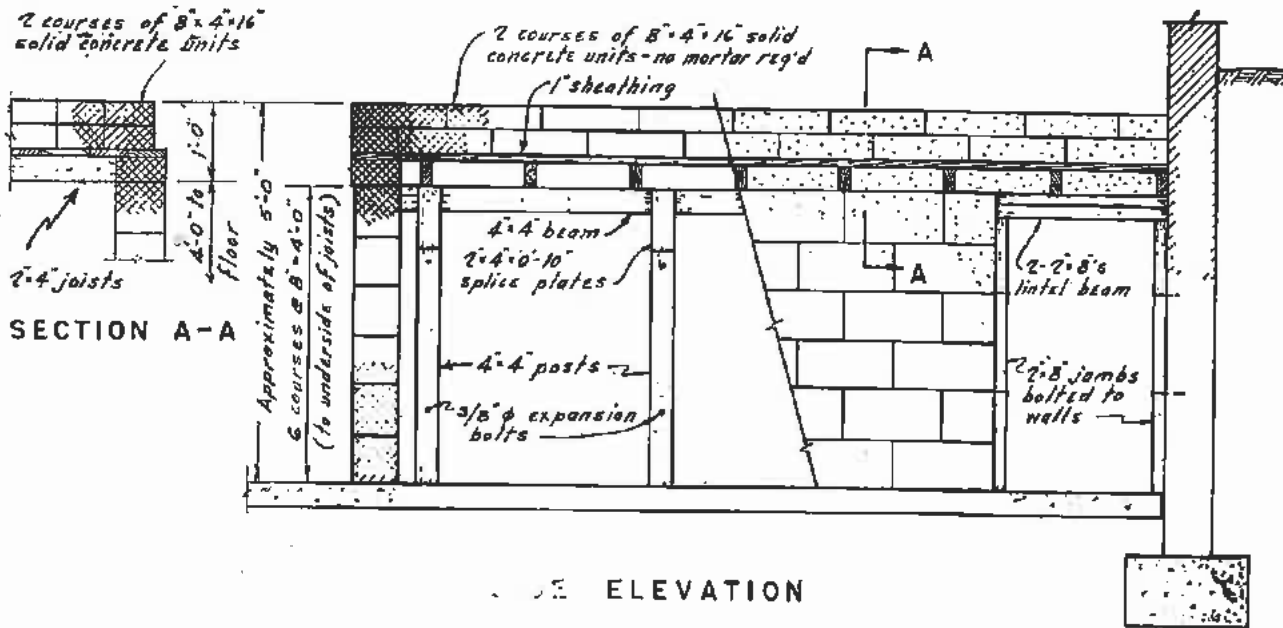 2 courses of 8"x4"x16"
solid concrete units
2 courses of 8"x4"x16" solid
concrete units-no mortar req'd
1" sheathing
A
1'-0"
4'-0" to
floor
2"x4" joists
SECTION A-A
Approximately 5'-0"
6 courses @ 8"=4'-0"
(to underside of joists)
4"x4" beam
2"x4"x0'-10"
splice plates
A
2-2"x8's
lintel beam
4"x4" posts
3/8" ϕ expansion
bolts
2"x8" jambs
bolted to
walls
ELEVATION